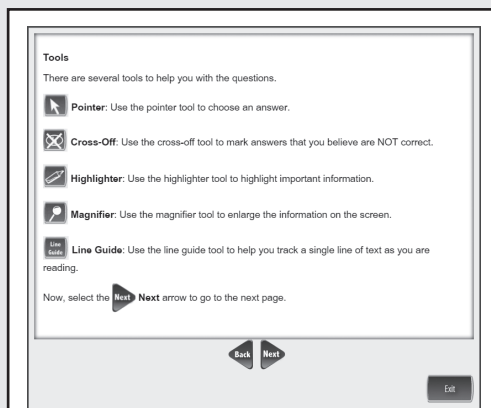 Tools
There are several tools to help you with the questions.
Pointer: Use the pointer tool to choose an answer.
Cross-Off: Use the cross-off tool to mark answers that you believe are NOT correct.
Highlighter: Use the highlighter tool to highlight important information.
Magnifier: Use the magnifier tool to enlarge the information on the screen.
Line Guide Line Guide: Use the line guide tool to help you track a single line of text as you are
reading.
Now, select the Next Next arrow to go to the next page.
Back Next
Exit